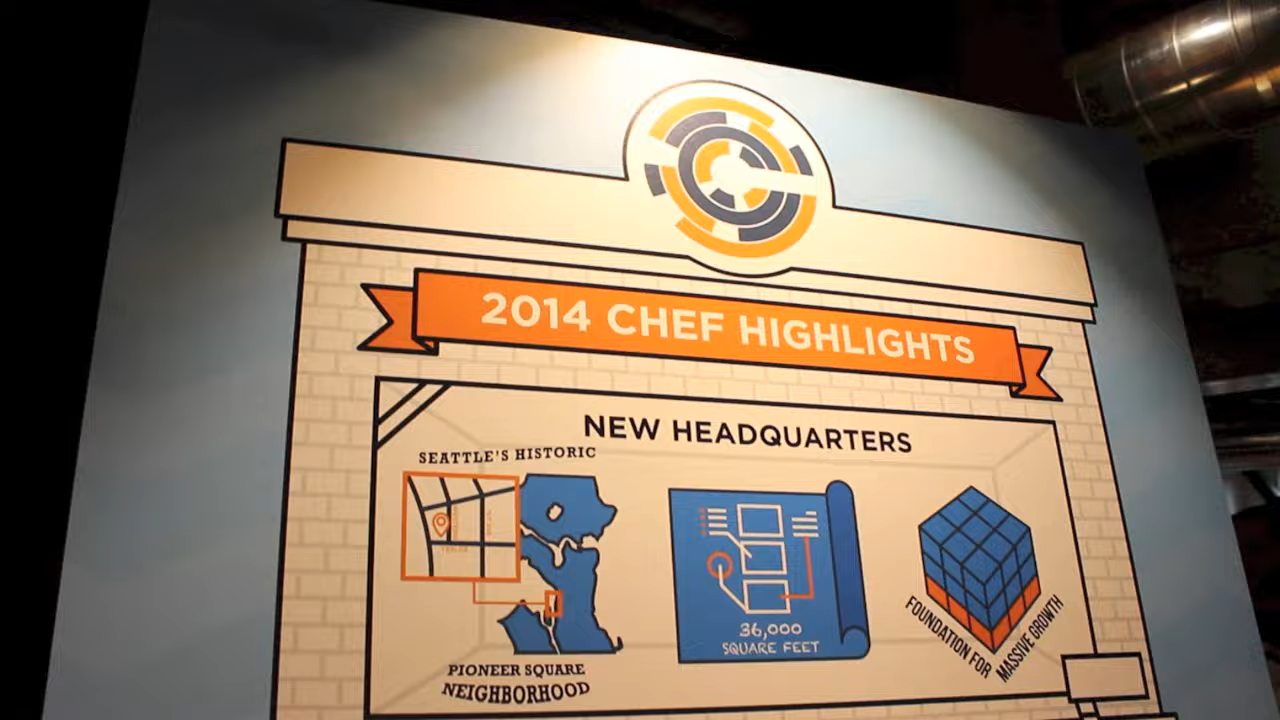 2014 CHEF HIGHLIGHTS
NEW HEADQUARTERS
SEATTLE'S HISTORIC
PIONEER SQUARE
NEIGHBORHOOD
36,000
SQUARE FEET
FOUNDATION FOR
MASSIVE GROWTH